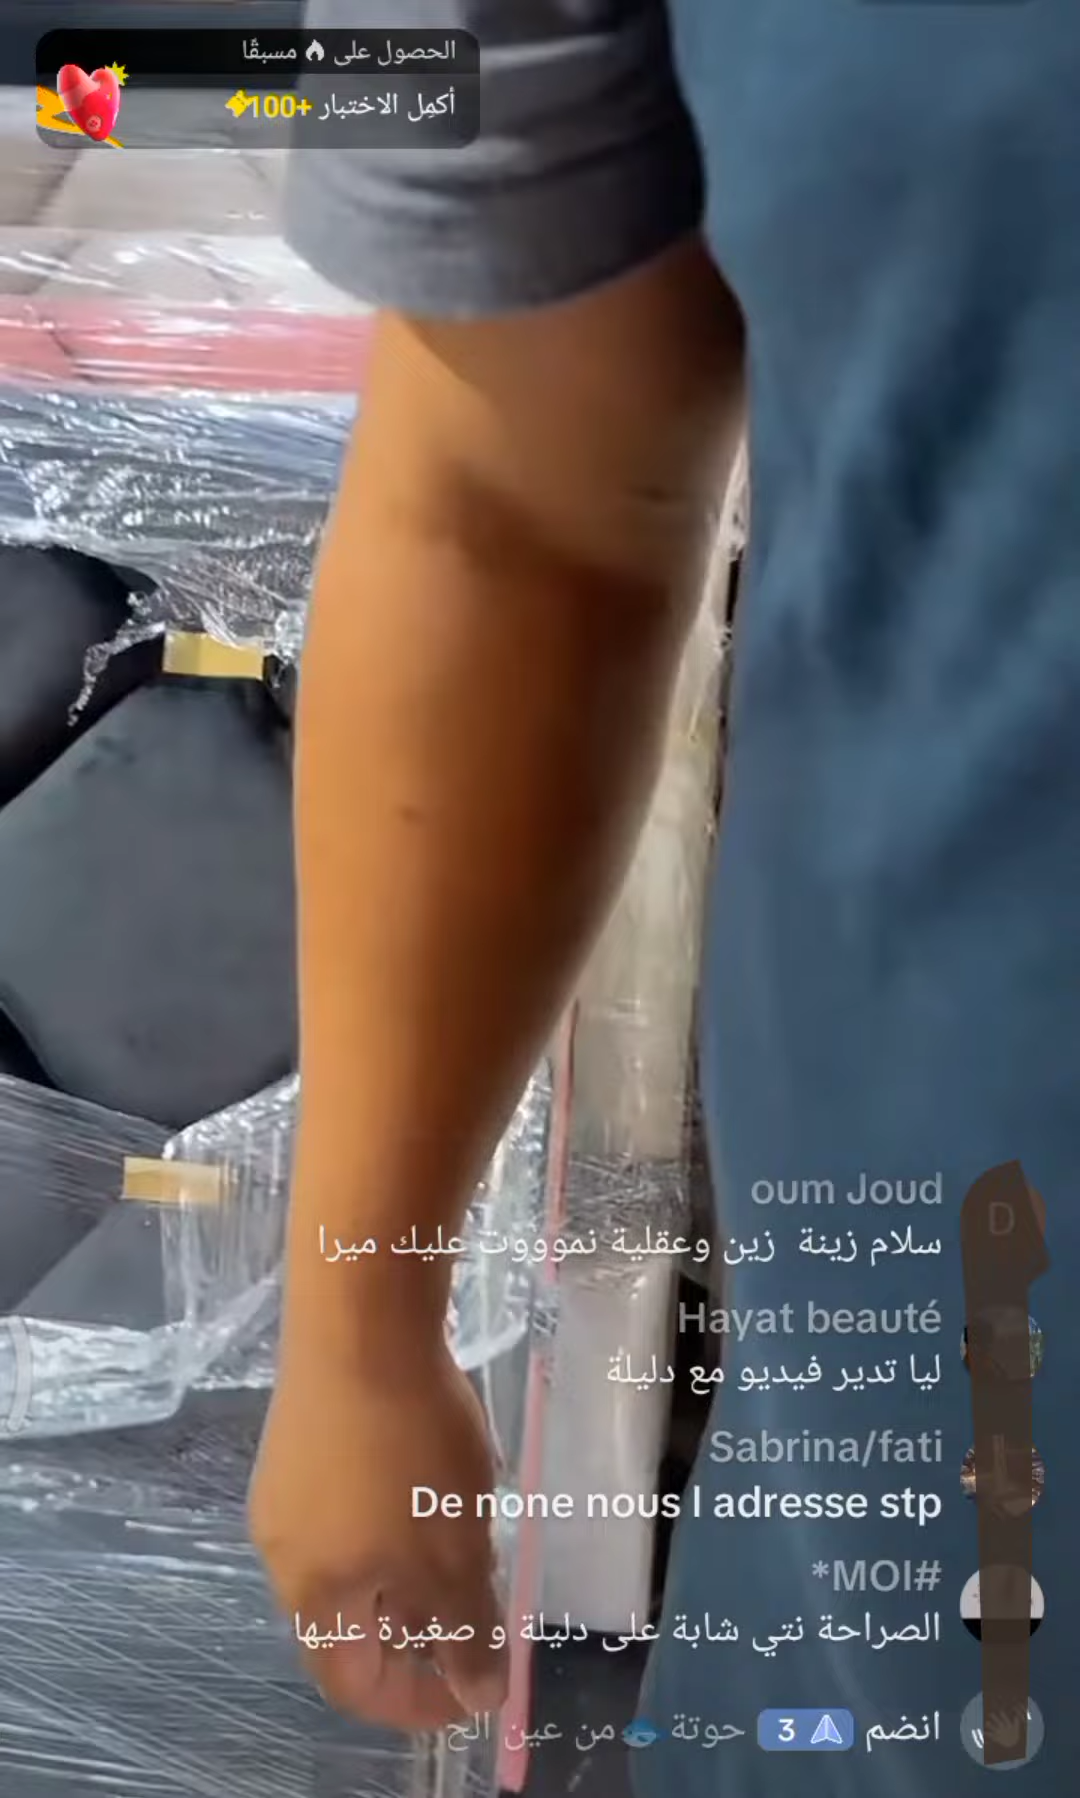 الحصول على 🔥 مسبقًا
أكمِل الاختبار +100
oum Joud
D
سلام زينة زين وعقلية نموووت عليك ميرا
Hayat beauté
ليا تدير فيديو مع دليلة
Sabrina/fati
De none nous l adresse stp
*MOI#
الصراحة نتي شابة على دليلة و صغيرة عليها
انضم 3 حوتة🐟من عين الح